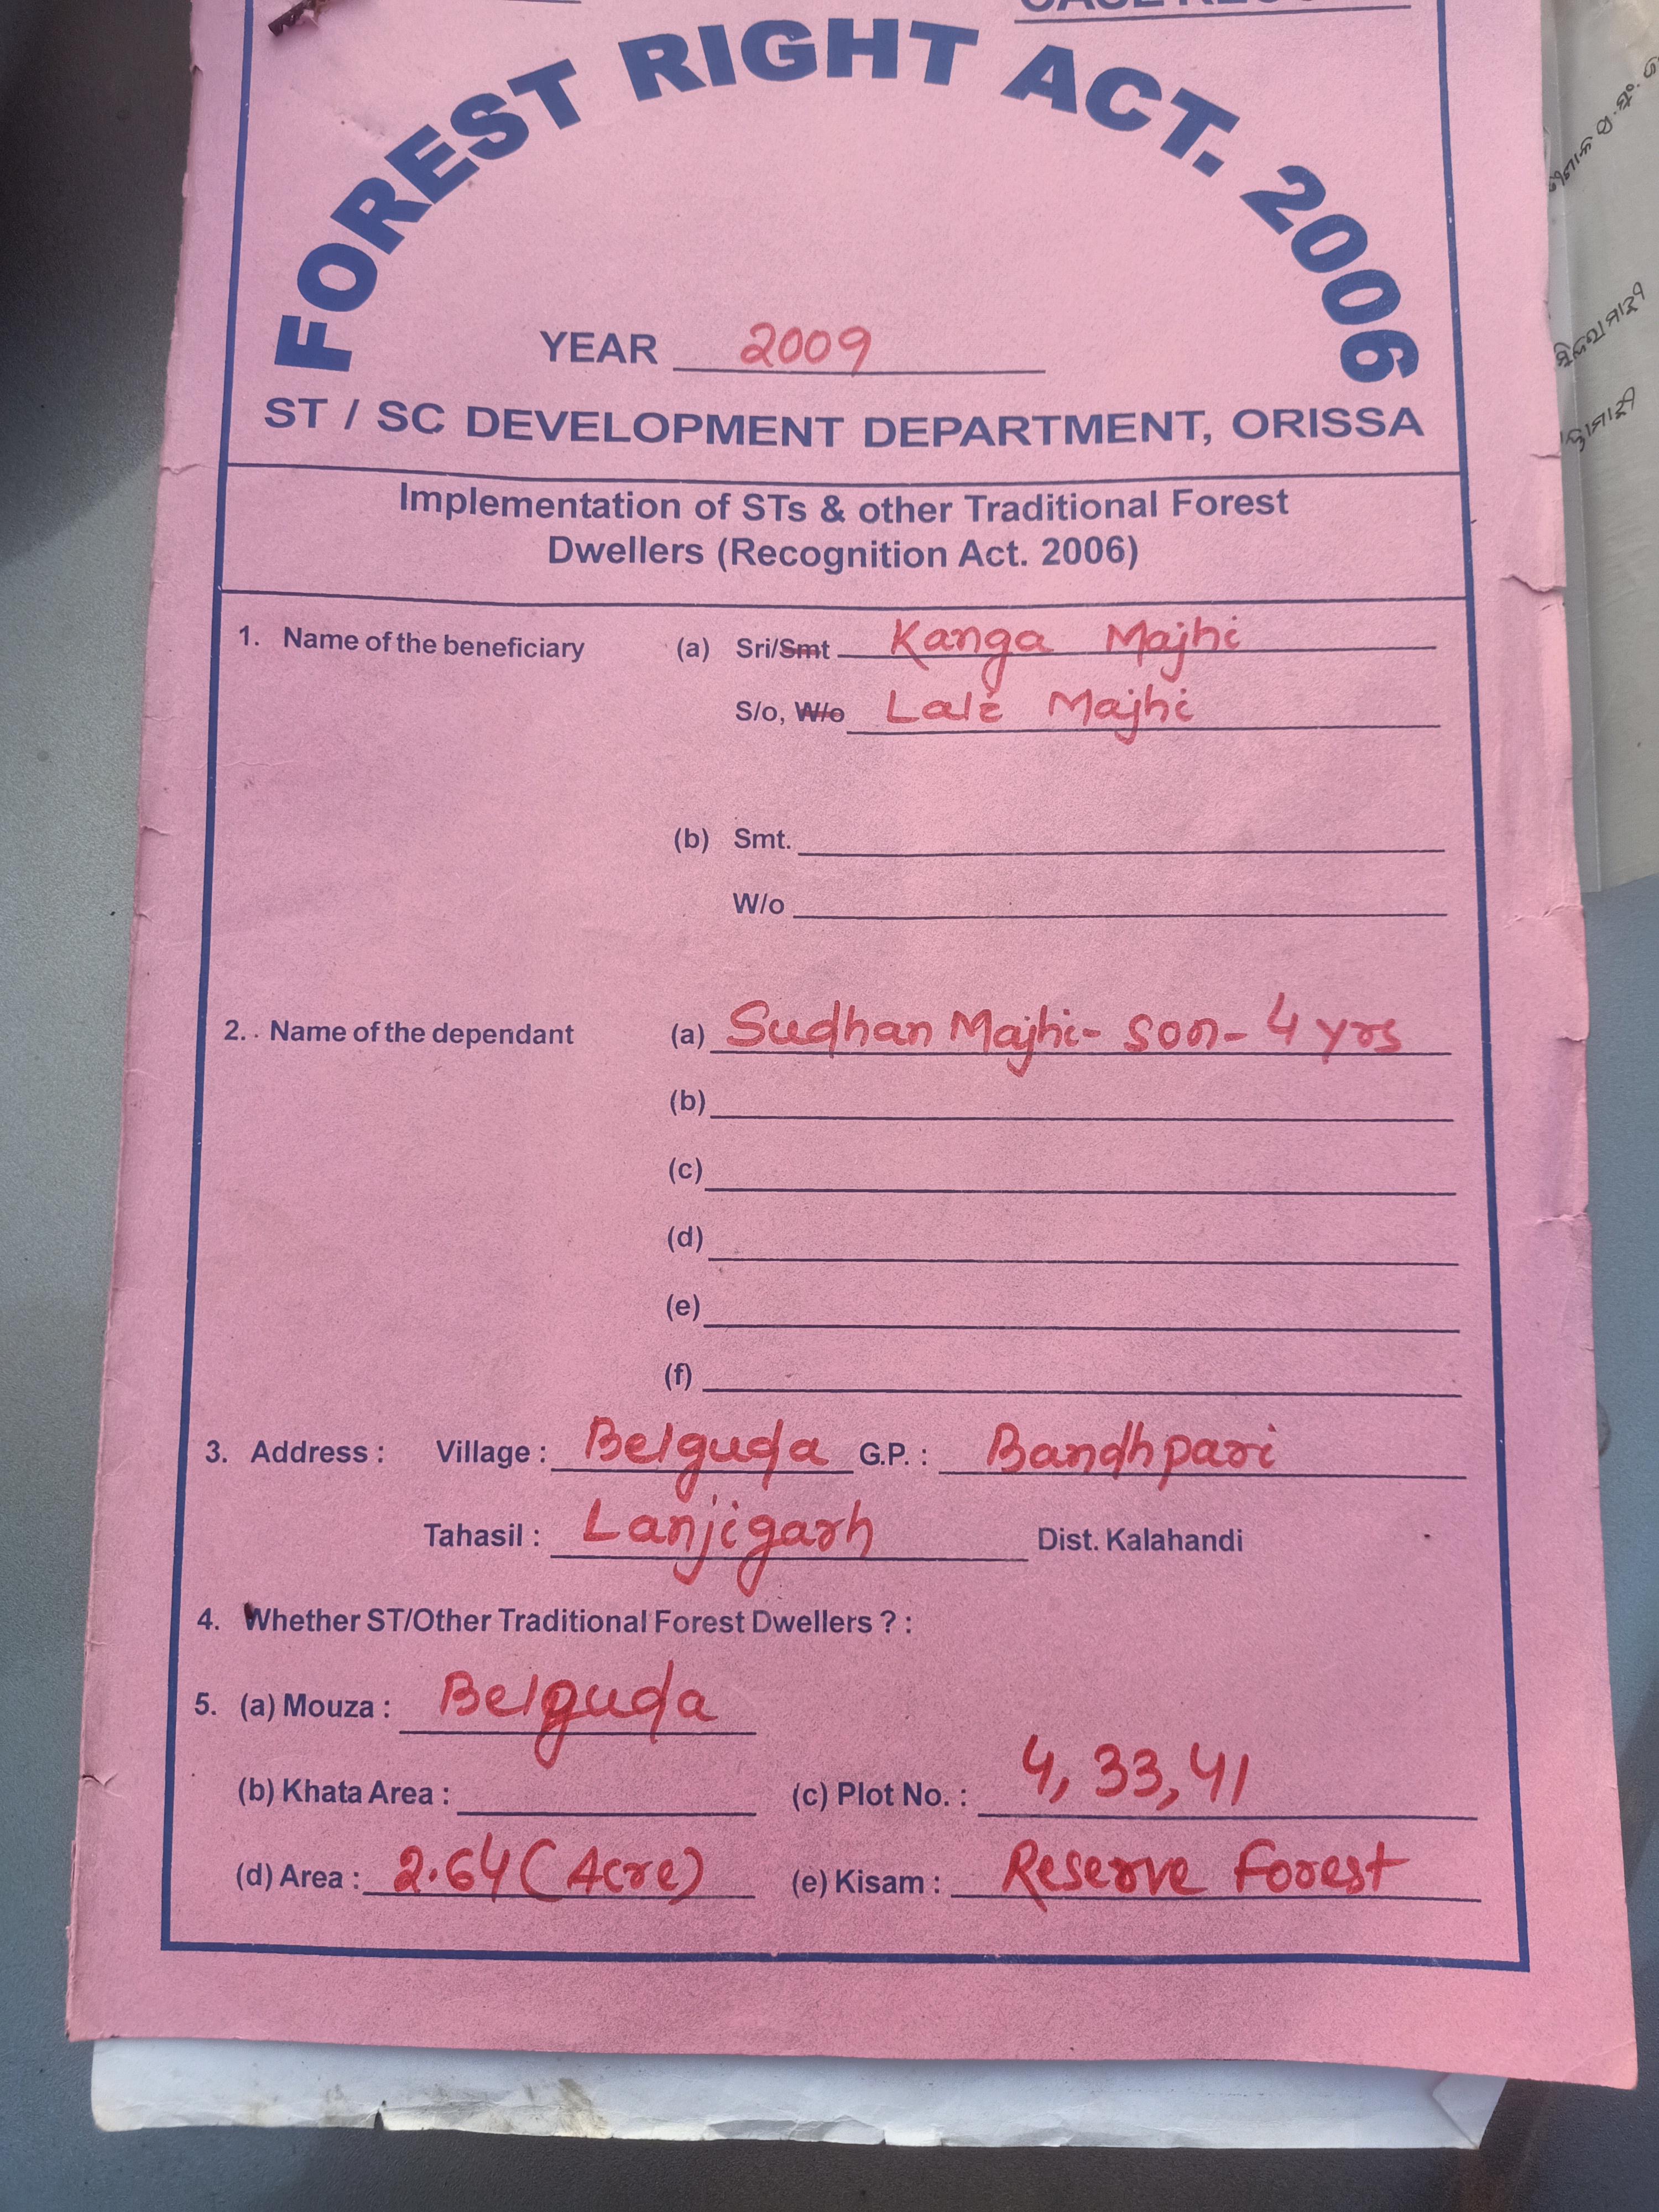 FOREST RIGHT ACT. 2006
YEAR 2009
ST / SC DEVELOPMENT DEPARTMENT, ORISSA
Implementation of STs & other Traditional Forest
Dwellers (Recognition Act. 2006)
1. Name of the beneficiary (a) Sri/Smt Kanga Majhi
S/o, W/o Lale Majhi
(b) Smt.
W/o
2. Name of the dependant (a) Sudhan Majhi- son- 4 yrs
(b)
(c)
(d)
(e)
(f)
3. Address : Village : Belguda G.P. : Bandhpari
Tahasil : Lanjigarh Dist. Kalahandi
4. Whether ST/Other Traditional Forest Dwellers ? :
5. (a) Mouza : Belguda
(b) Khata Area : (c) Plot No. : 4, 33, 41
(d) Area : 2.64 (Acre) (e) Kisam : Reserve Forest